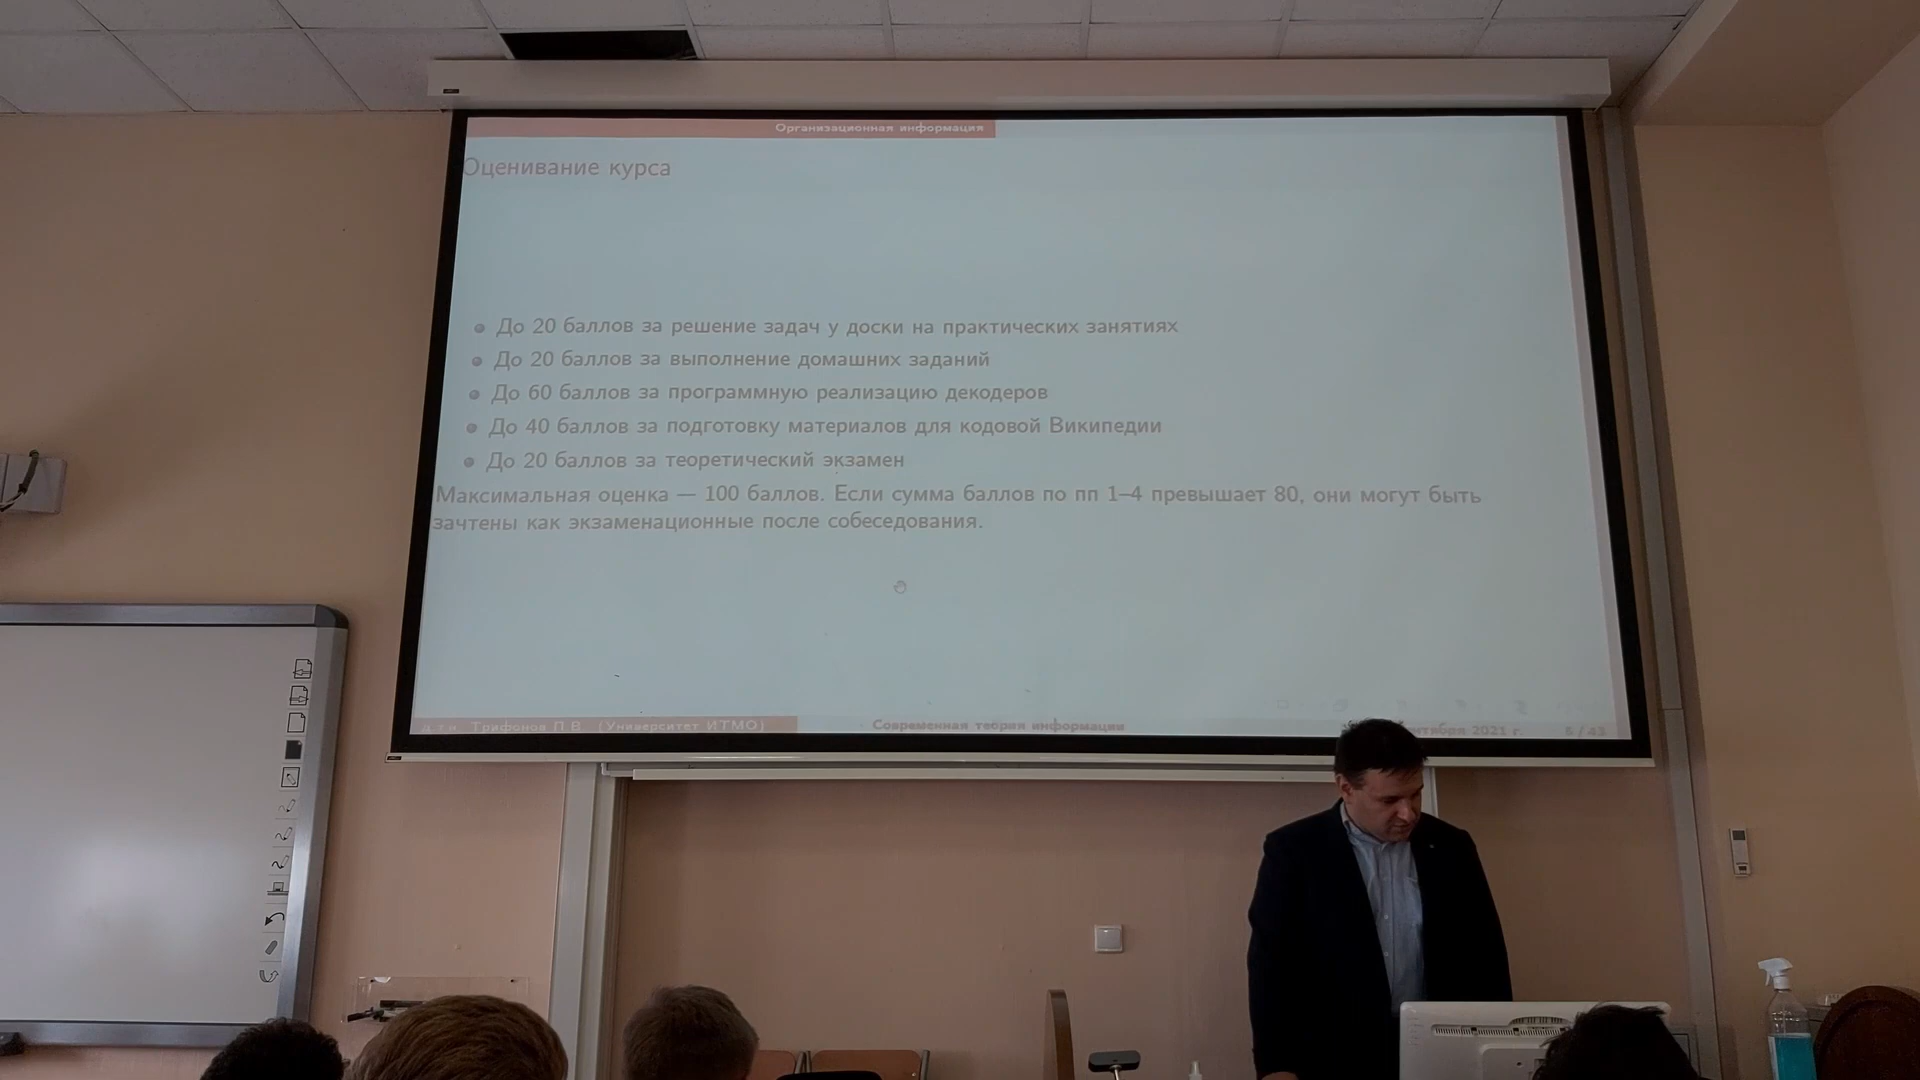 Организационная информация
Оценивание курса
До 20 баллов за решение задач у доски на практических занятиях
До 20 баллов за выполнение домашних заданий
До 60 баллов за программную реализацию декодеров
До 40 баллов за подготовку материалов для кодовой Википедии
До 20 баллов за теоретический экзамен
Максимальная оценка — 100 баллов. Если сумма баллов по пп 1–4 превышает 80, они могут быть
зачтены как экзаменационные после собеседования.
д.т.н. Трифонов П.В. (Университет ИТМО) Современная теория информации 2021 г. / 43